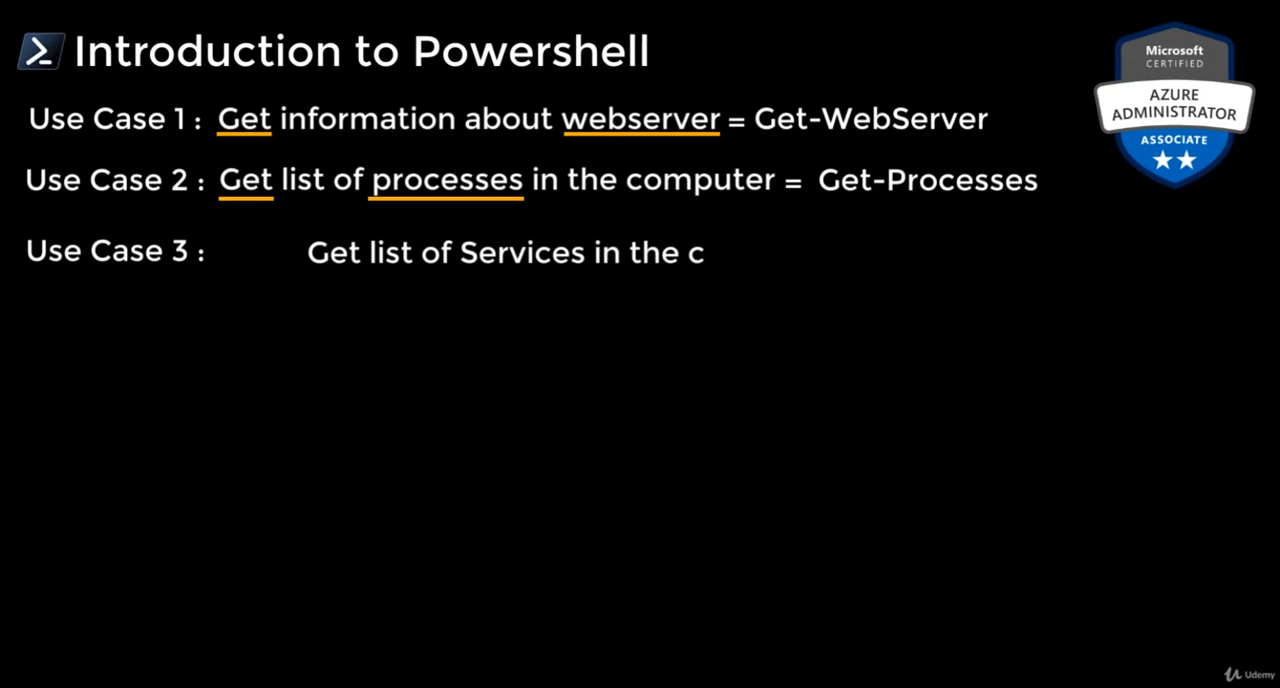 Introduction to Powershell
Microsoft
CERTIFIED
AZURE
ADMINISTRATOR
ASSOCIATE
Use Case 1 : Get information about webserver = Get-WebServer
Use Case 2 : Get list of processes in the computer = Get-Processes
Use Case 3 : Get list of Services in the c
Udemy